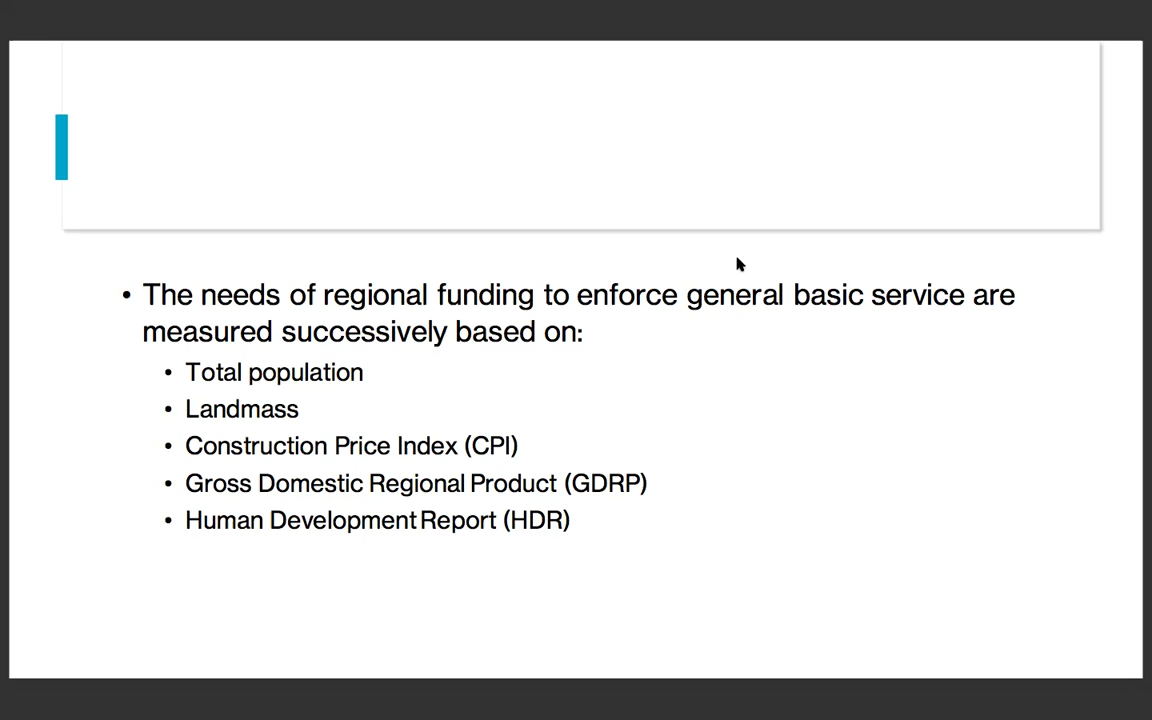 • The needs of regional funding to enforce general basic service are
measured successively based on:
• Total population
• Landmass
• Construction Price Index (CPI)
• Gross Domestic Regional Product (GDRP)
• Human Development Report (HDR)